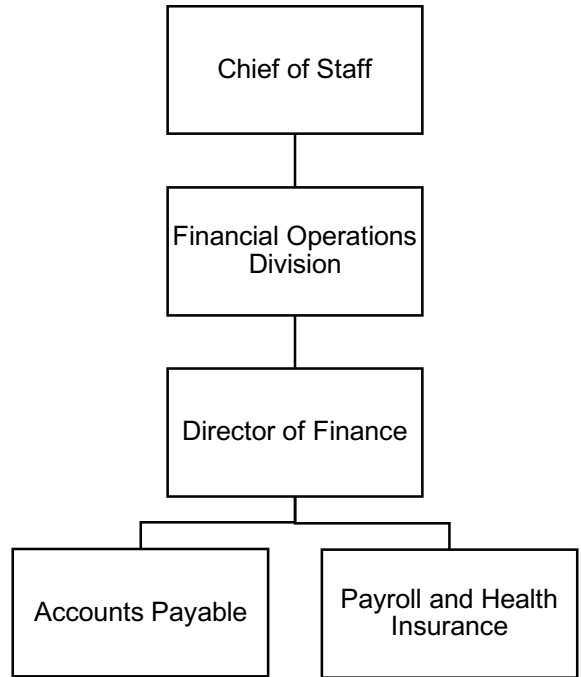 Chief of Staff
Financial Operations
Division
Director of Finance
Accounts Payable
Payroll and Health
Insurance